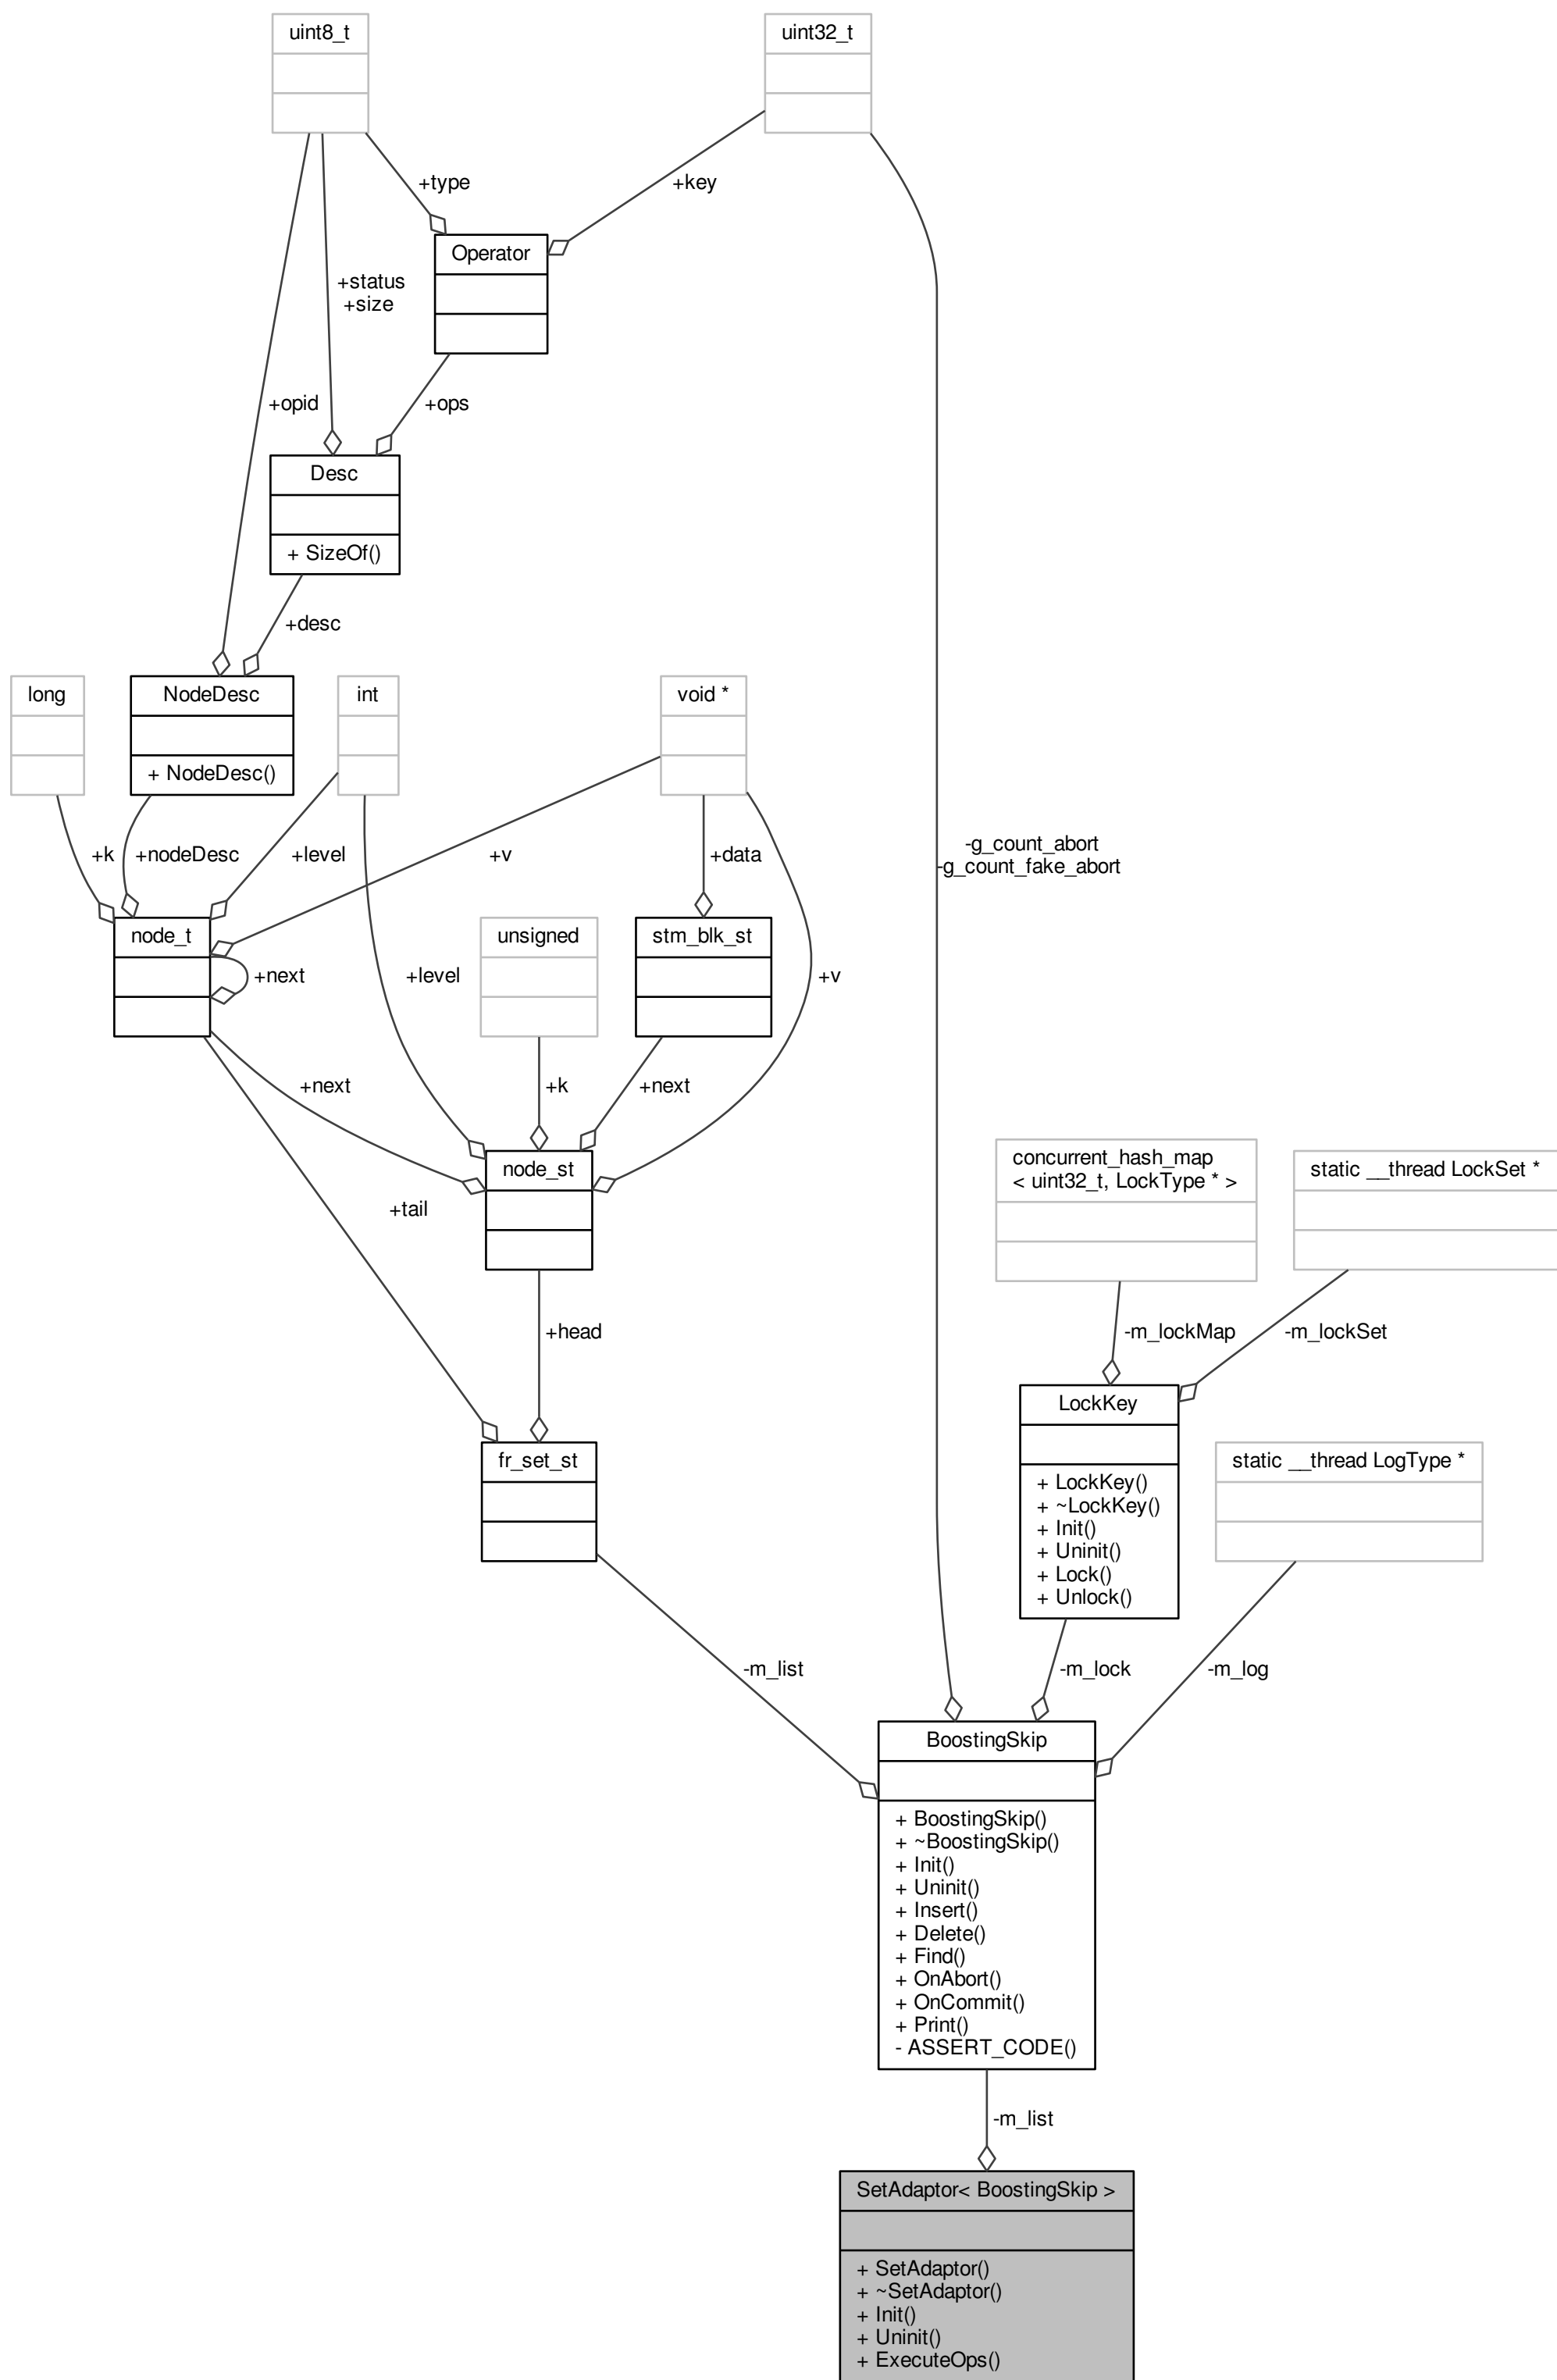 uint8_t
uint32_t
+type
+key
Operator
+status
+size
+opid
+ops
Desc
+ SizeOf()
+desc
long
NodeDesc
+ NodeDesc()
int
void *
-g_count_abort
-g_count_fake_abort
+k
+nodeDesc
+level
+v
+data
node_t
unsigned
stm_blk_st
+next
+level
+v
+next
+k
+next
concurrent_hash_map
< uint32_t, LockType * >
static __thread LockSet *
node_st
+tail
+head
-m_lockMap
-m_lockSet
LockKey
+ LockKey()
+ ~LockKey()
+ Init()
+ Uninit()
+ Lock()
+ Unlock()
fr_set_st
static __thread LogType *
-m_list
-m_lock
-m_log
BoostingSkip
+ BoostingSkip()
+ ~BoostingSkip()
+ Init()
+ Uninit()
+ Insert()
+ Delete()
+ Find()
+ OnAbort()
+ OnCommit()
+ Print()
- ASSERT_CODE()
-m_list
SetAdaptor< BoostingSkip >
+ SetAdaptor()
+ ~SetAdaptor()
+ Init()
+ Uninit()
+ ExecuteOps()